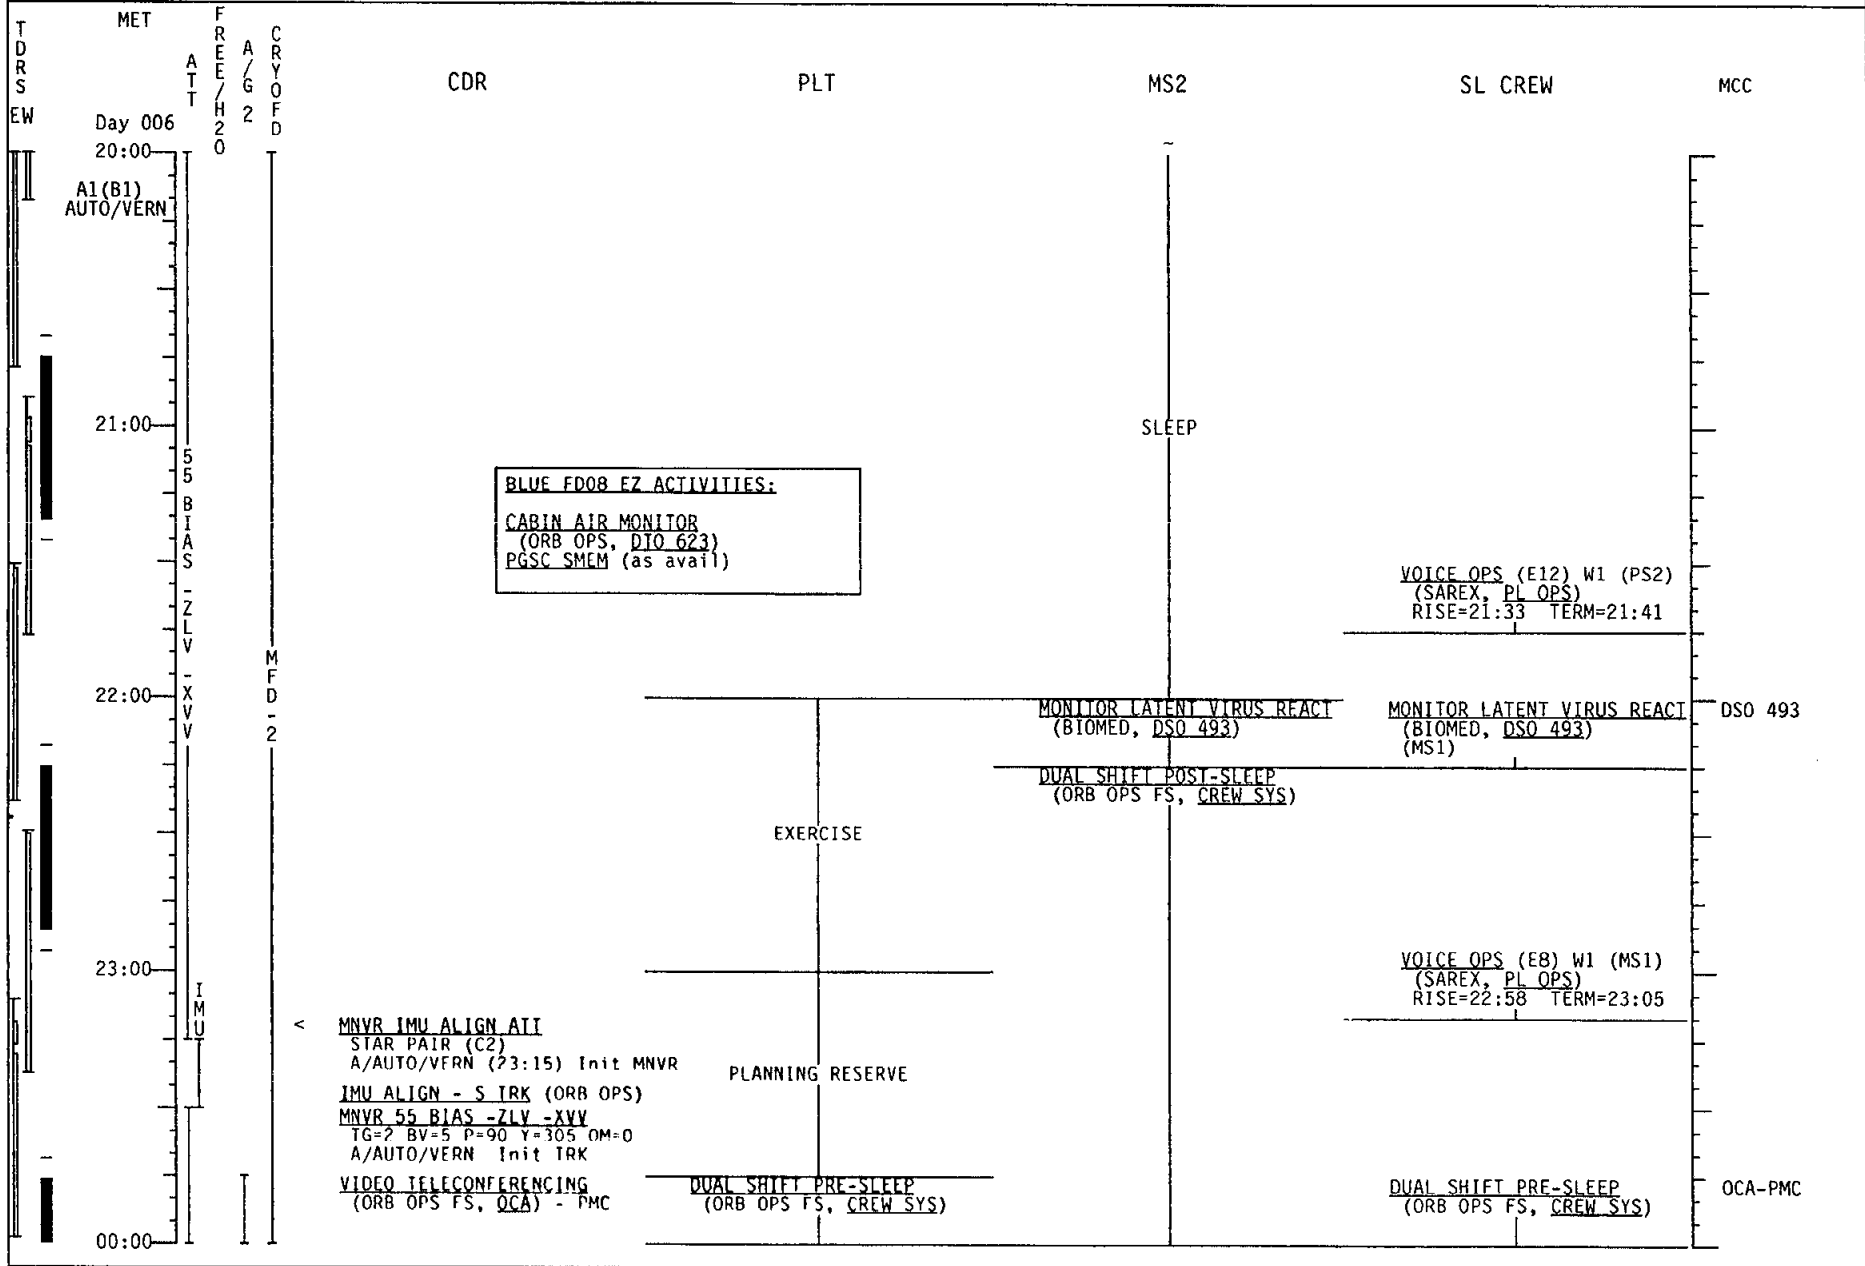 TDRS
EW
MET
ATT
FREE/H2O
A/G 2
CRYOFD
CDR
PLT
MS2
SL CREW
MCC
Day 006
20:00
~
A1(B1)
AUTO/VERN
21:00
SLEEP
55 BIAS -ZLV -XVV
BLUE FD08 EZ ACTIVITIES:
CABIN AIR MONITOR
(ORB OPS, DTO 623)
PGSC SMEM (as avail)
VOICE OPS (E12) W1 (PS2)
(SAREX, PL OPS)
RISE=21:33 TERM=21:41
MFD-2
22:00
MONITOR LATENT VIRUS REACT
(BIOMED, DSO 493)
MONITOR LATENT VIRUS REACT
(BIOMED, DSO 493)
(MS1)
DSO 493
DUAL SHIFT POST-SLEEP
(ORB OPS FS, CREW SYS)
EXERCISE
23:00
VOICE OPS (E8) W1 (MS1)
(SAREX, PL OPS)
RISE=22:58 TERM=23:05
IMU
<
MNVR IMU ALIGN ATT
STAR PAIR (C2)
A/AUTO/VERN (23:15) Init MNVR
PLANNING RESERVE
IMU ALIGN - S TRK (ORB OPS)
MNVR 55 BIAS -ZLV -XVV
TG=2 BV=5 P=90 Y=305 OM=0
A/AUTO/VERN Init TRK
VIDEO TELECONFERENCING
(ORB OPS FS, OCA) - PMC
DUAL SHIFT PRE-SLEEP
(ORB OPS FS, CREW SYS)
DUAL SHIFT PRE-SLEEP
(ORB OPS FS, CREW SYS)
OCA-PMC
00:00